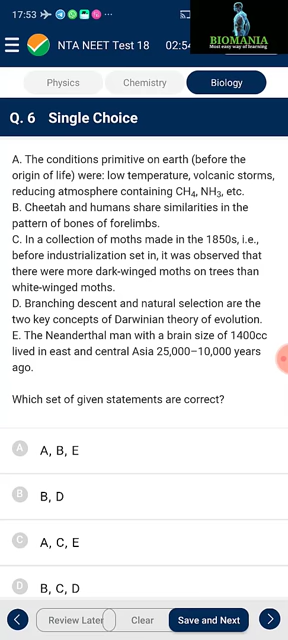 17:53
BIOMANIA
Most easy way of learning
NTA NEET Test 18 02:54
Physics Chemistry Biology
Q. 6 Single Choice
A. The conditions primitive on earth (before the
origin of life) were: low temperature, volcanic storms,
reducing atmosphere containing CH₄, NH₃, etc.
B. Cheetah and humans share similarities in the
pattern of bones of forelimbs.
C. In a collection of moths made in the 1850s, i.e.,
before industrialization set in, it was observed that
there were more dark-winged moths on trees than
white-winged moths.
D. Branching descent and natural selection are the
two key concepts of Darwinian theory of evolution.
E. The Neanderthal man with a brain size of 1400cc
lived in east and central Asia 25,000–10,000 years
ago.
Which set of given statements are correct?
A A, B, E
B B, D
C A, C, E
D B, C, D
Review Later Clear Save and Next